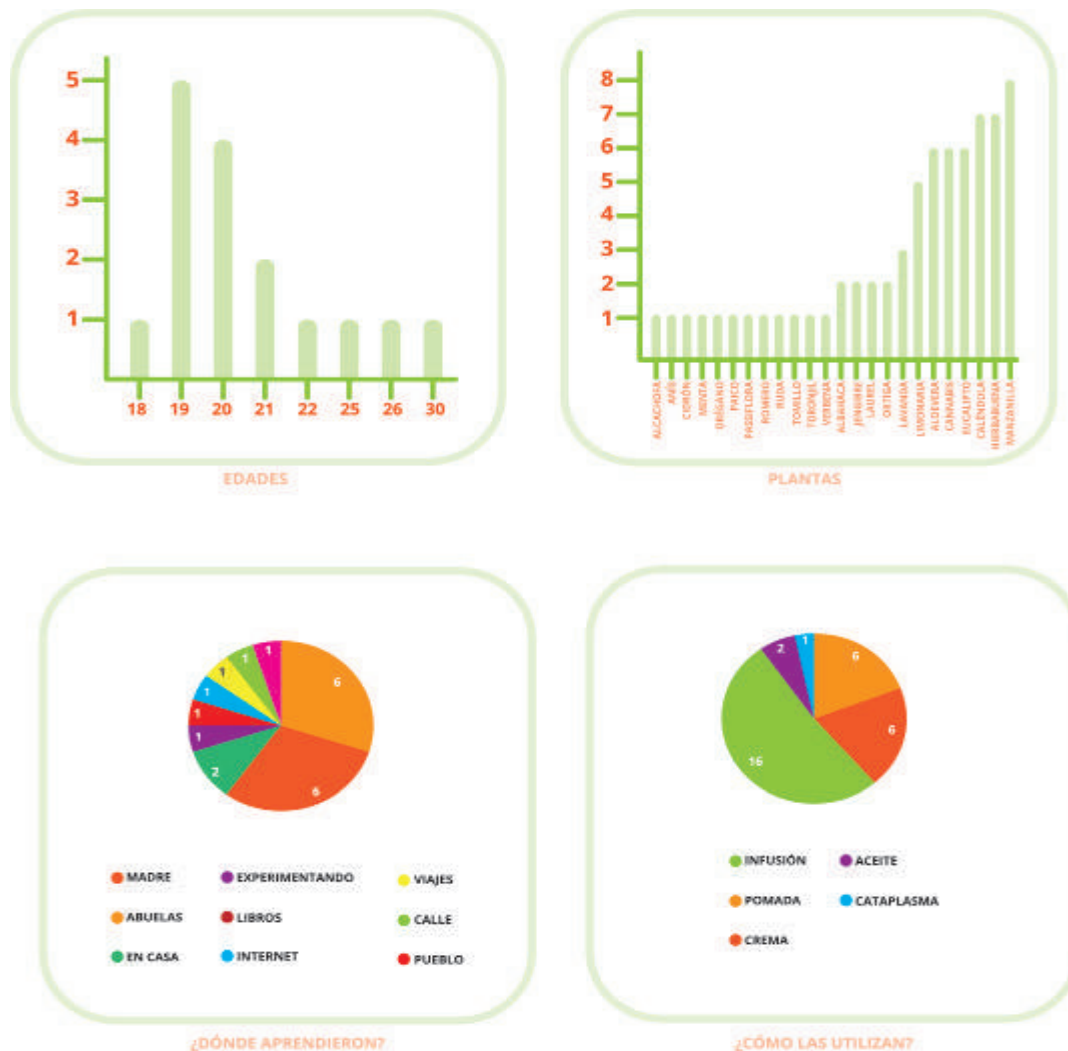 5
4
3
2
1
18 19 20 21 22 25 26 30
EDADES
8
7
6
5
4
3
2
1
ALCACHOFA
ANÍS
CIDRÓN
MENTA
ORÉGANO
PAICO
PASSIFLORA
ROMERO
RUDA
TOMILLO
TORONJIL
VERBENA
ALBAHACA
JENGIBRE
LAUREL
ORTIGA
LAVANDA
LIMONARIA
ALOEVERA
CANNABIS
EUCALIPTO
CALÉNDULA
HIERBABUENA
MANZANILLA
PLANTAS
1
1
1
1
1
1
2
6
6
MADRE EXPERIMENTANDO VIAJES
ABUELAS LIBROS CALLE
EN CASA INTERNET PUEBLO
¿DÓNDE APRENDIERON?
2
1
6
6
16
INFUSIÓN ACEITE
POMADA CATAPLASMA
CREMA
¿CÓMO LAS UTILIZAN?